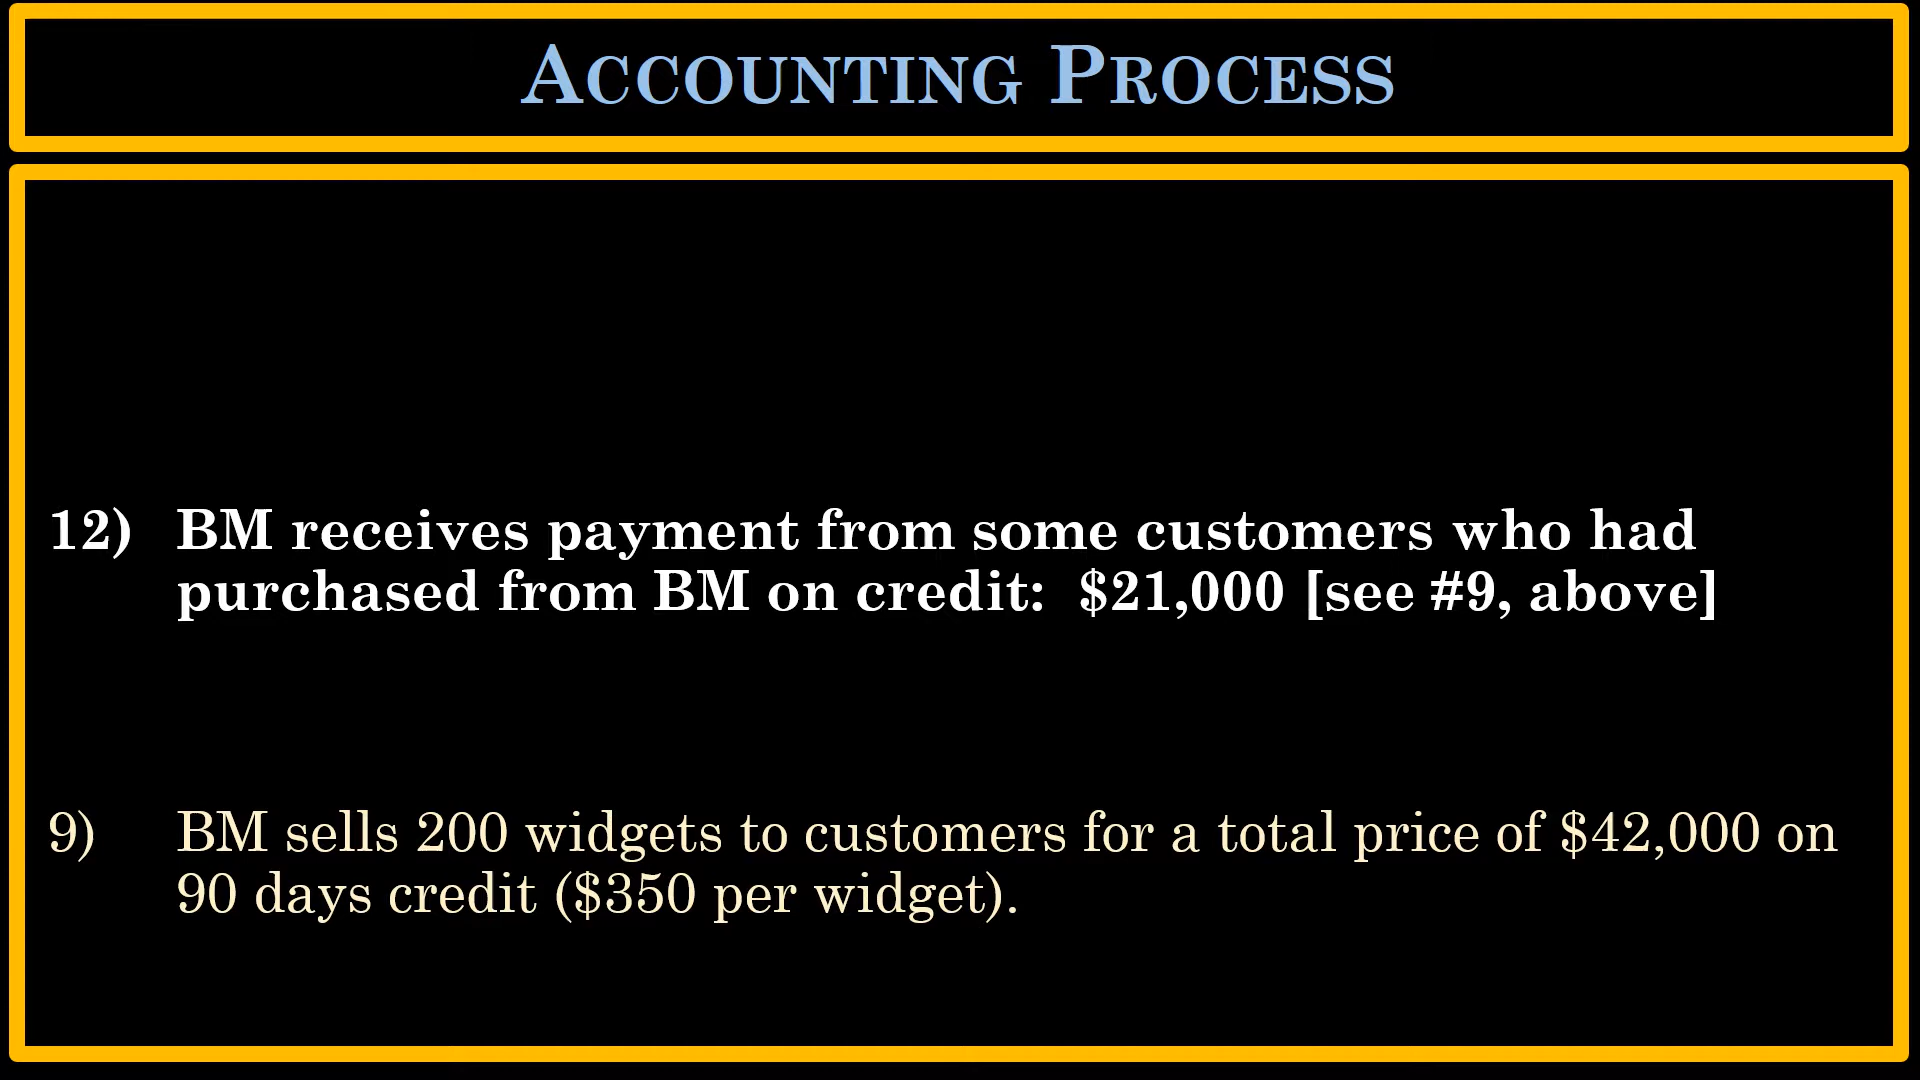 Accounting Process
12) BM receives payment from some customers who had
purchased from BM on credit: $21,000 [see #9, above]
9) BM sells 200 widgets to customers for a total price of $42,000 on
90 days credit ($350 per widget).